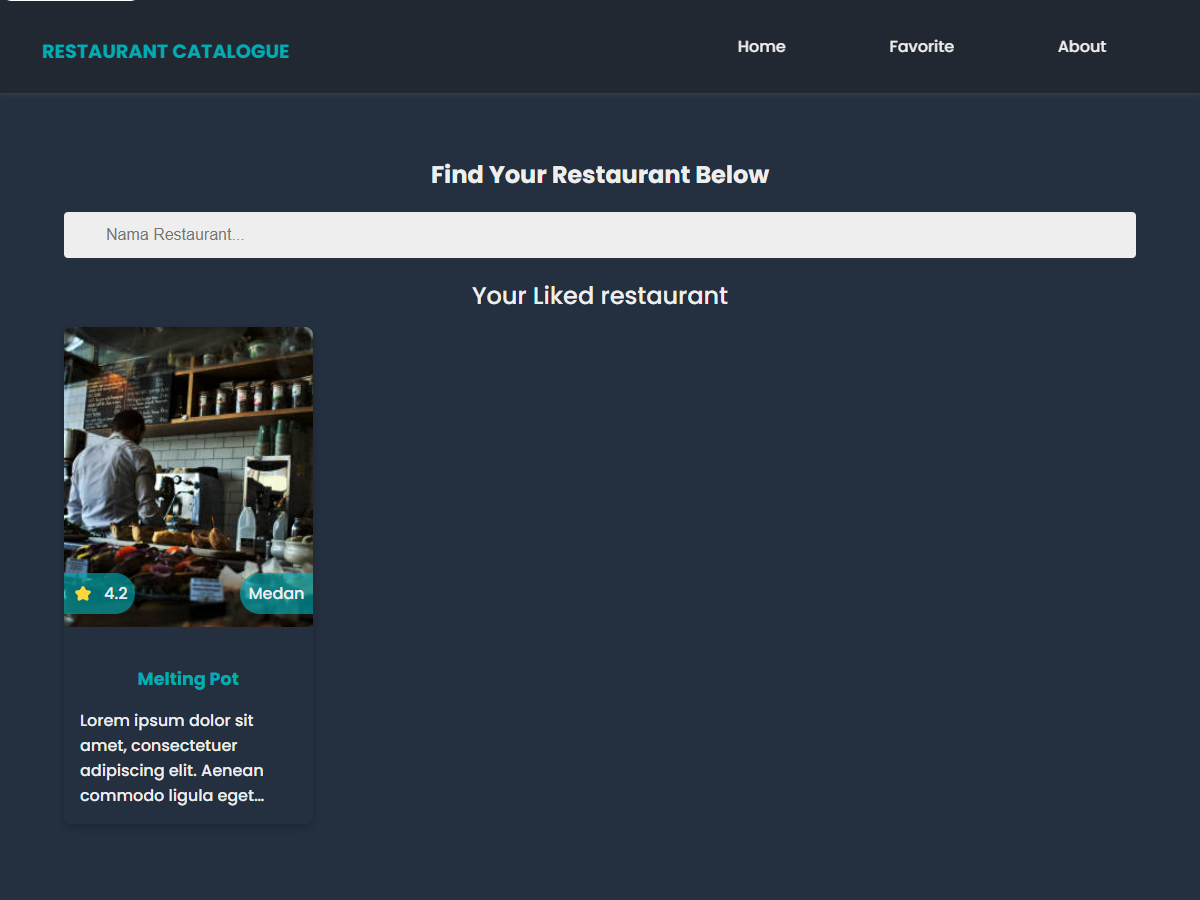 RESTAURANT CATALOGUE
Home
Favorite
About
Find Your Restaurant Below
Nama Restaurant...
Your Liked restaurant
4.2
Medan
Melting Pot
Lorem ipsum dolor sit
amet, consectetuer
adipiscing elit. Aenean
commodo ligula eget...